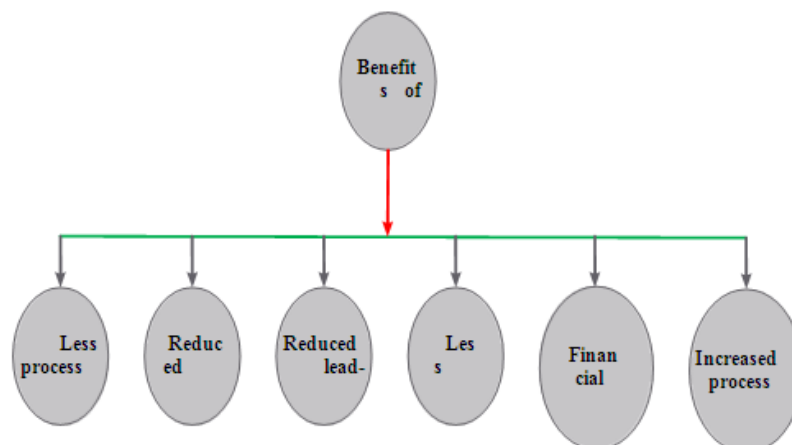 Benefit
s of
Less
process
Reduc
ed
Reduced
lead-
Les
s
Finan
cial
Increased
process